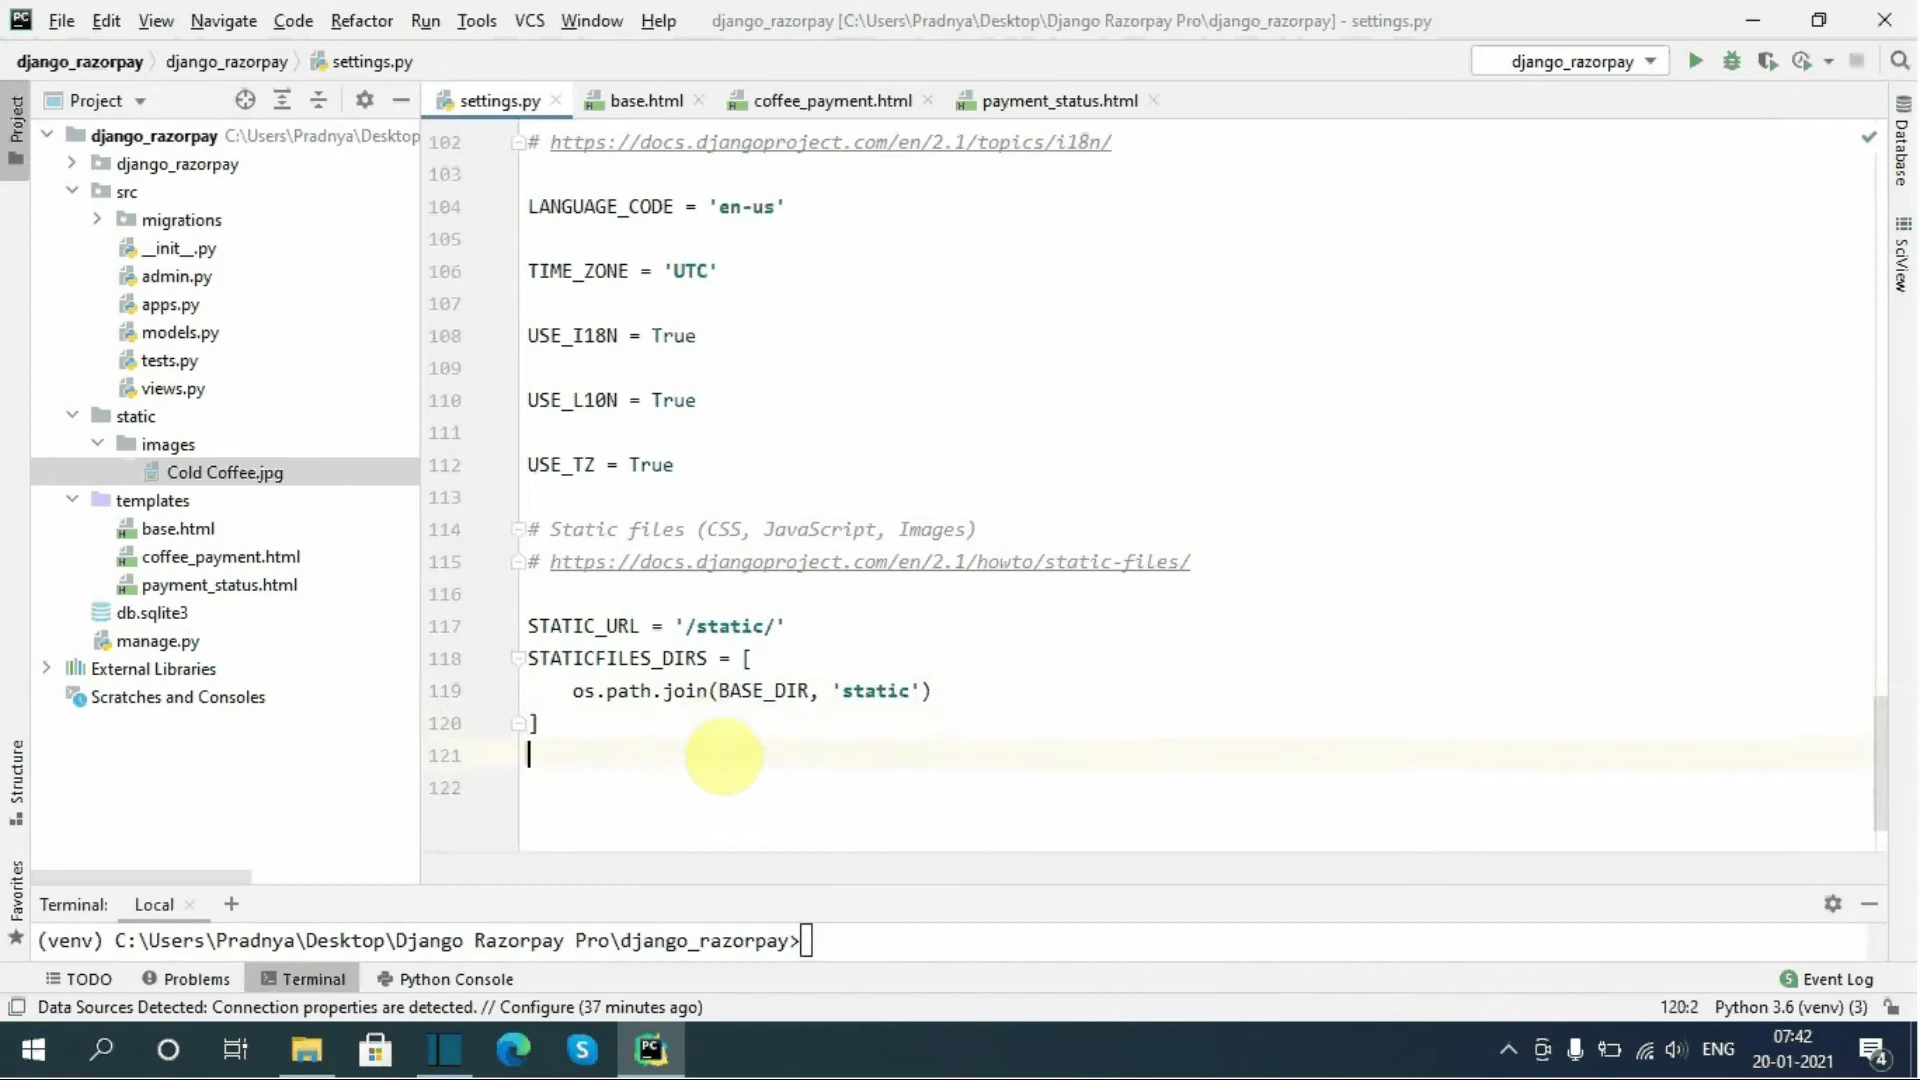 File Edit View Navigate Code Refactor Run Tools VCS Window Help django_razorpay [C:\Users\Pradnya\Desktop\Django Razorpay Pro\django_razorpay] - settings.py
django_razorpay django_razorpay settings.py django_razorpay
Project settings.py base.html coffee_payment.html payment_status.html
Project
django_razorpay C:\Users\Pradnya\Desktop
django_razorpay
src
migrations
__init__.py
admin.py
apps.py
models.py
tests.py
views.py
static
images
Cold Coffee.jpg
templates
base.html
coffee_payment.html
payment_status.html
db.sqlite3
manage.py
External Libraries
Scratches and Consoles
Structure
Favorites
102 # https://docs.djangoproject.com/en/2.1/topics/i18n/
103
104 LANGUAGE_CODE = 'en-us'
105
106 TIME_ZONE = 'UTC'
107
108 USE_I18N = True
109
110 USE_L10N = True
111
112 USE_TZ = True
113
114 # Static files (CSS, JavaScript, Images)
115 # https://docs.djangoproject.com/en/2.1/howto/static-files/
116
117 STATIC_URL = '/static/'
118 STATICFILES_DIRS = [
119 os.path.join(BASE_DIR, 'static')
120 ]
121
122
Database
SciView
Terminal: Local +
(venv) C:\Users\Pradnya\Desktop\Django Razorpay Pro\django_razorpay>
TODO Problems Terminal Python Console 5 Event Log
Data Sources Detected: Connection properties are detected. // Configure (37 minutes ago) 120:2 Python 3.6 (venv) (3)
ENG 07:42
20-01-2021 4